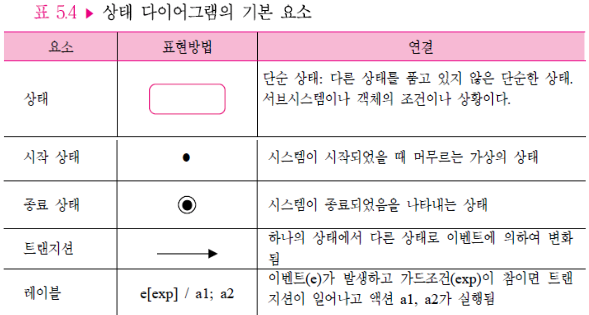 표 5.4 ▶ 상태 다이어그램의 기본 요소
요소 표현방법 연결
상태 단순 상태: 다른 상태를 품고 있지 않은 단순한 상태.
서브시스템이나 객체의 조건이나 상황이다.
시작 상태 시스템이 시작되었을 때 머무르는 가상의 상태
종료 상태 시스템이 종료되었음을 나타내는 상태
트랜지션 하나의 상태에서 다른 상태로 이벤트에 의하여 변화
됨
레이블 e[exp] / a1; a2 이벤트(e)가 발생하고 가드조건(exp)이 참이면 트랜
지션이 일어나고 액션 a1, a2가 실행됨